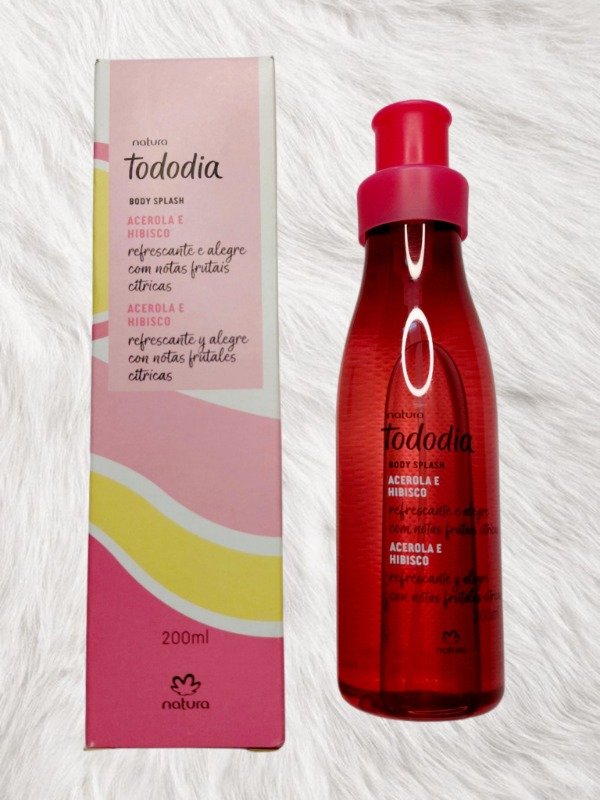 natura
Tododia
BODY SPLASH
ACEROLA E
HIBISCO
refrescante e alegre
com notas frutais
cítricas
ACEROLA E
HIBISCO
refrescante y alegre
con notas frutales
cítricas
200ml
natura
natura
Tododia
BODY SPLASH
ACEROLA E
HIBISCO
refrescante e alegre
com notas frutais cítricas
ACEROLA E
HIBISCO
refrescante y alegre
con notas frutales cítricas
natura